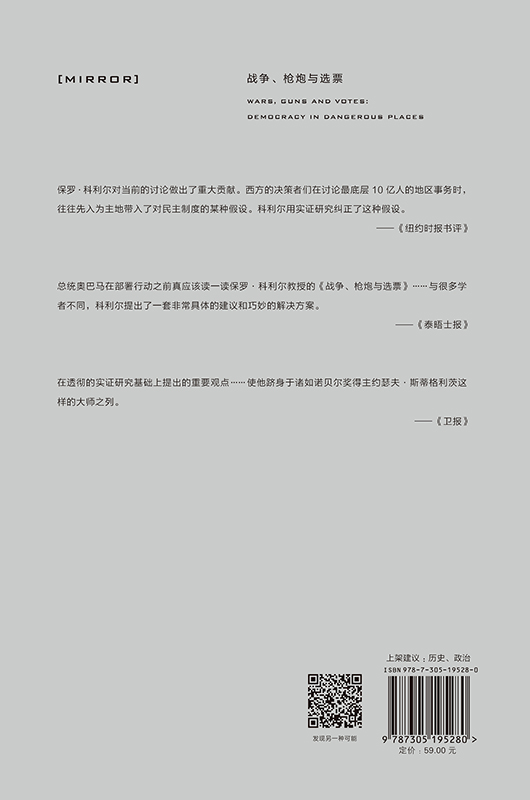 [MIRROR]
战争、枪炮与选票
WARS, GUNS AND VOTES:
DEMOCRACY IN DANGEROUS PLACES
保罗·科利尔对当前的讨论做出了重大贡献。西方的决策者们在讨论最底层 10 亿人的地区事务时，
往往先入为主地带入了对民主制度的某种假设。科利尔用实证研究纠正了这种假设。
——《纽约时报书评》
总统奥巴马在部署行动之前真应该读一读保罗·科利尔教授的《战争、枪炮与选票》……与很多学
者不同，科利尔提出了一套非常具体的建议和巧妙的解决方案。
——《泰晤士报》
在透彻的实证研究基础上提出的重要观点……使他跻身于诸如诺贝尔奖得主约瑟夫·斯蒂格利茨这
样的大师之列。
——《卫报》
上架建议：历史、政治
ISBN 978-7-305-19528-0
9 787305 195280 >
定价：59.00 元
发现另一种可能